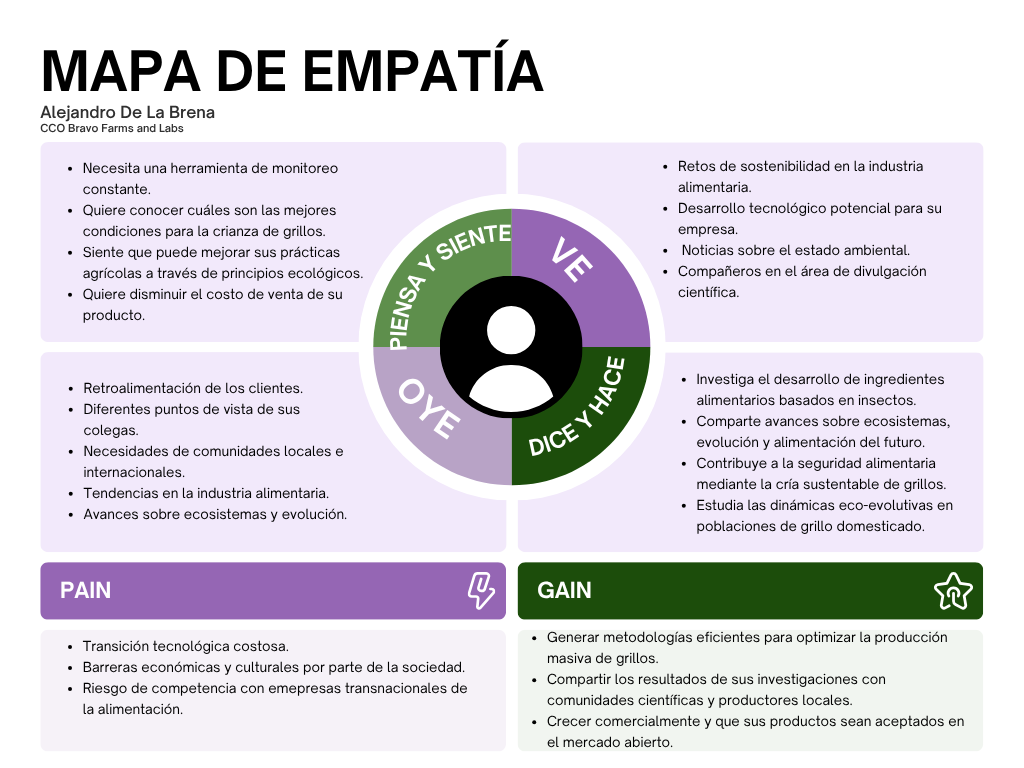 MAPA DE EMPATÍA
Alejandro De La Brena
CCO Bravo Farms and Labs
• Necesita una herramienta de monitoreo
constante.
• Quiere conocer cuáles son las mejores
condiciones para la crianza de grillos.
• Siente que puede mejorar sus prácticas
agrícolas a través de principios ecológicos.
• Quiere disminuir el costo de venta de su
producto.
PIENSA Y SIENTE
VE
• Retos de sostenibilidad en la industria
alimentaria.
• Desarrollo tecnológico potencial para su
empresa.
• Noticias sobre el estado ambiental.
• Compañeros en el área de divulgación
científica.
• Retroalimentación de los clientes.
• Diferentes puntos de vista de sus
colegas.
• Necesidades de comunidades locales e
internacionales.
• Tendencias en la industria alimentaria.
• Avances sobre ecosistemas y evolución.
OYE
DICE Y HACE
• Investiga el desarrollo de ingredientes
alimentarios basados en insectos.
• Comparte avances sobre ecosistemas,
evolución y alimentación del futuro.
• Contribuye a la seguridad alimentaria
mediante la cría sustentable de grillos.
• Estudia las dinámicas eco-evolutivas en
poblaciones de grillo domesticado.
PAIN
• Transición tecnológica costosa.
• Barreras económicas y culturales por parte de la sociedad.
• Riesgo de competencia con emepresas transnacionales de
la alimentación.
GAIN
• Generar metodologías eficientes para optimizar la producción
masiva de grillos.
• Compartir los resultados de sus investigaciones con
comunidades científicas y productores locales.
• Crecer comercialmente y que sus productos sean aceptados en
el mercado abierto.